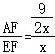 AF/EF = (9/2x)/x